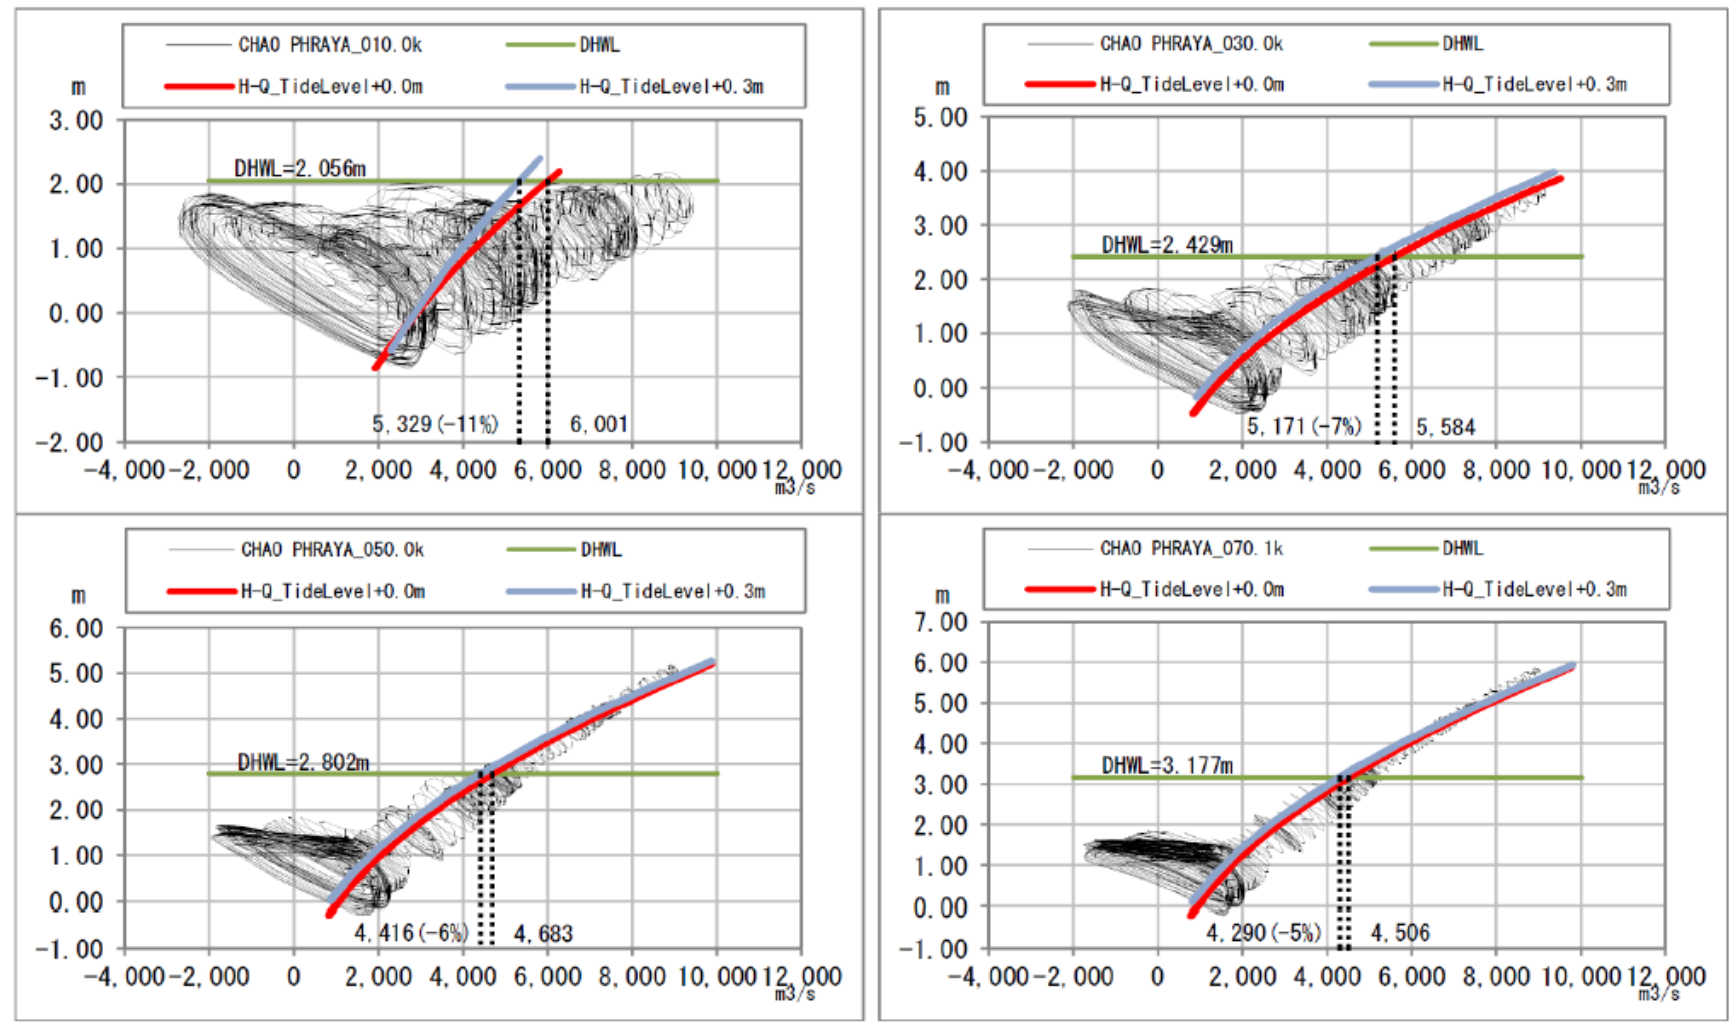 CHAO PHRAYA_010.0k DHWL
H-Q_TideLevel+0.0m H-Q_TideLevel+0.3m
m
3.00
DHWL=2.056m
2.00
1.00
0.00
-1.00
5,329(-11%) 6,001
-2.00
-4,000 -2,000 0 2,000 4,000 6,000 8,000 10,000 12,000
m3/s
CHAO PHRAYA_030.0k DHWL
H-Q_TideLevel+0.0m H-Q_TideLevel+0.3m
m
5.00
4.00
3.00
DHWL=2.429m
2.00
1.00
0.00
5,171(-7%) 5,584
-1.00
-4,000 -2,000 0 2,000 4,000 6,000 8,000 10,000 12,000
m3/s
CHAO PHRAYA_050.0k DHWL
H-Q_TideLevel+0.0m H-Q_TideLevel+0.3m
m
6.00
5.00
4.00
3.00
DHWL=2.802m
2.00
1.00
0.00
4,416(-6%) 4,683
-1.00
-4,000 -2,000 0 2,000 4,000 6,000 8,000 10,000 12,000
m3/s
CHAO PHRAYA_070.1k DHWL
H-Q_TideLevel+0.0m H-Q_TideLevel+0.3m
m
7.00
6.00
5.00
4.00
DHWL=3.177m
3.00
2.00
1.00
0.00
4,290(-5%) 4,506
-1.00
-4,000 -2,000 0 2,000 4,000 6,000 8,000 10,000 12,000
m3/s